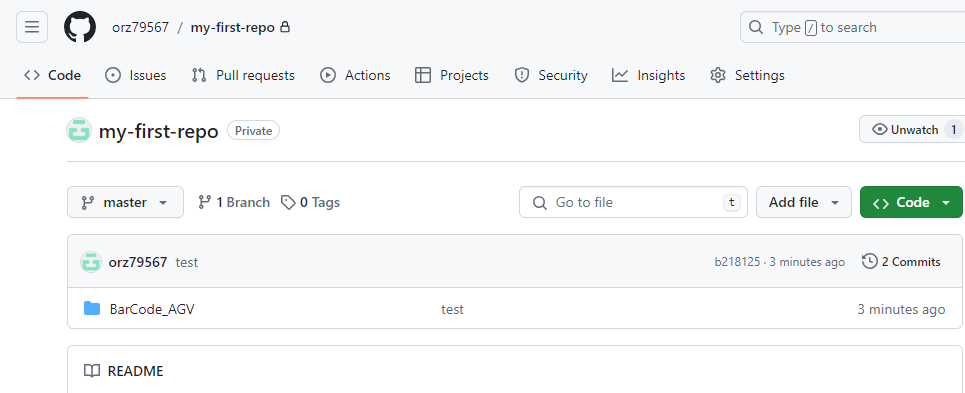 orz79567 / my-first-repo
Type / to search
Code Issues Pull requests Actions Projects Security Insights Settings
my-first-repo Private
Unwatch 1
master 1 Branch 0 Tags
Go to file t
Add file
Code
orz79567 test b218125 · 3 minutes ago 2 Commits
BarCode_AGV test 3 minutes ago
README